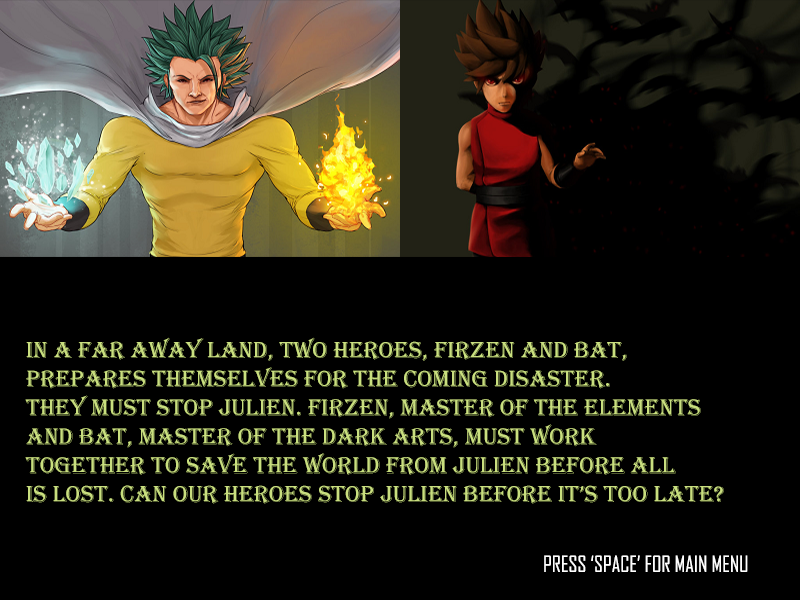 IN A FAR AWAY LAND, TWO HEROES, FIRZEN AND BAT,
PREPARES THEMSELVES FOR THE COMING DISASTER.
THEY MUST STOP JULIEN. FIRZEN, MASTER OF THE ELEMENTS
AND BAT, MASTER OF THE DARK ARTS, MUST WORK
TOGETHER TO SAVE THE WORLD FROM JULIEN BEFORE ALL
IS LOST. CAN OUR HEROES STOP JULIEN BEFORE IT'S TOO LATE?
PRESS ‘SPACE’ FOR MAIN MENU